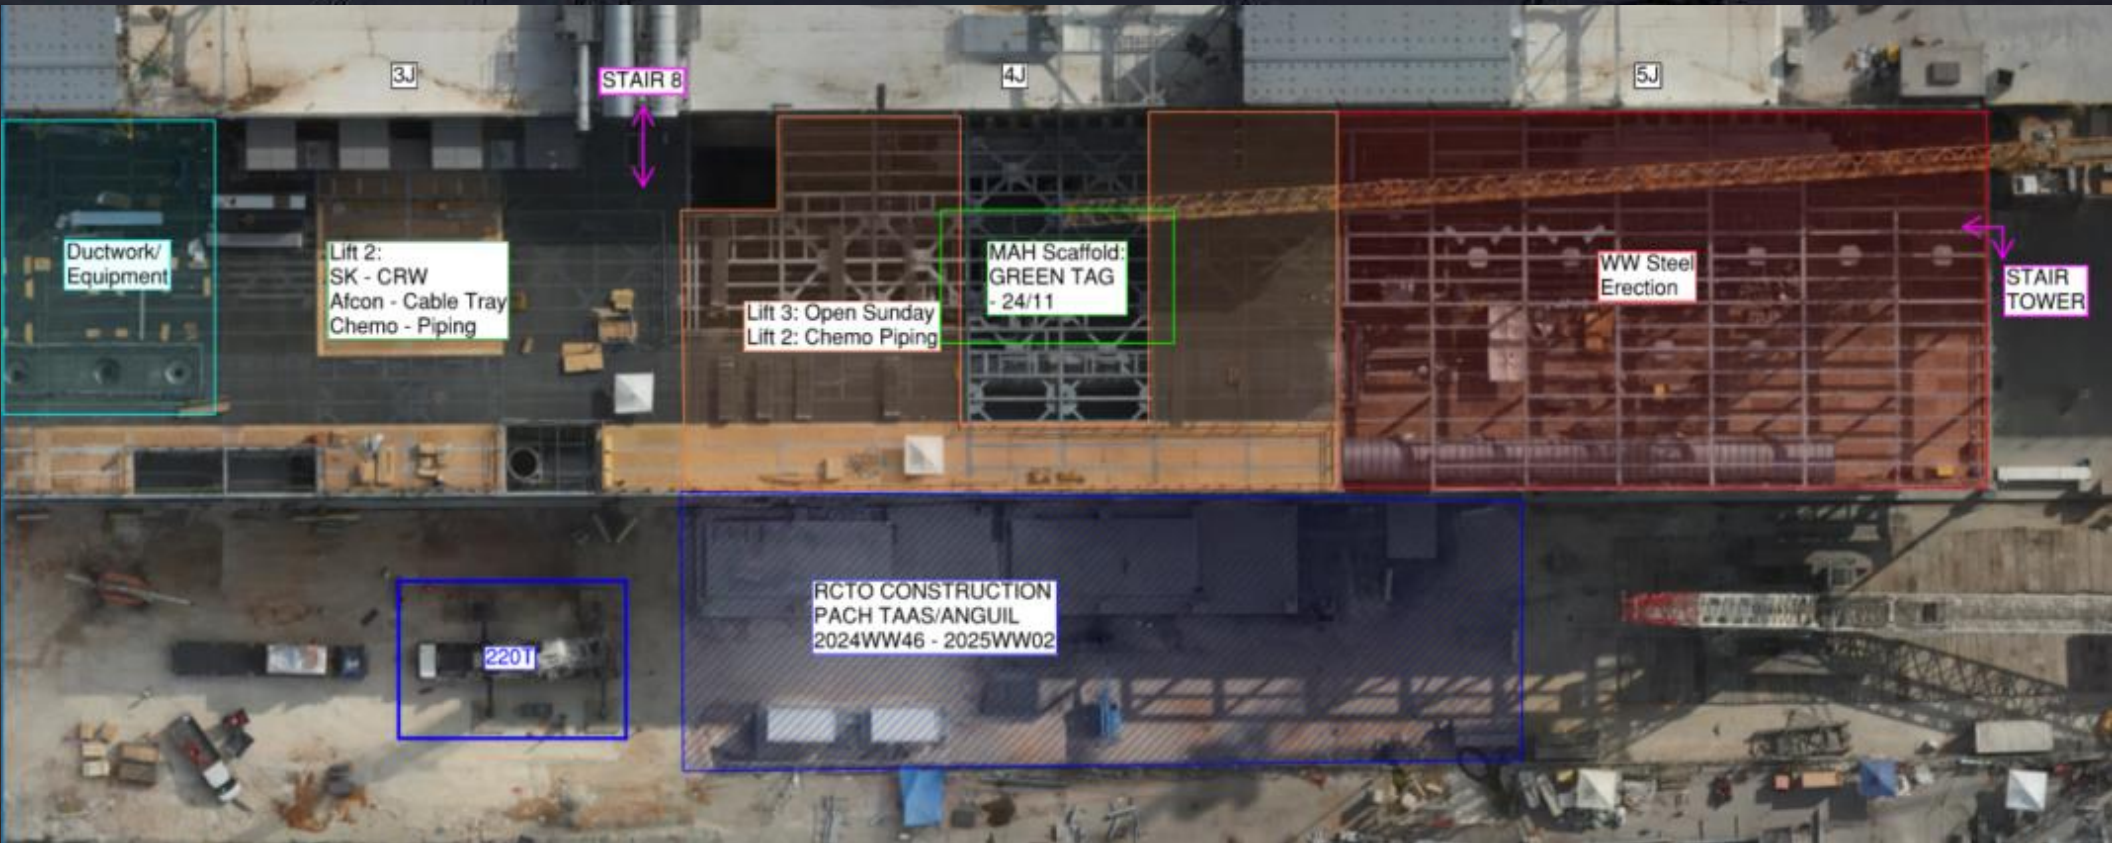 3J
STAIR 8
4J
5J
Ductwork/
Equipment
Lift 2:
SK - CRW
Afcon - Cable Tray
Chemo - Piping
Lift 3: Open Sunday
Lift 2: Chemo Piping
MAH Scaffold:
GREEN TAG
- 24/11
WW Steel
Erection
STAIR
TOWER
RCTO CONSTRUCTION
PACH TAAS/ANGUIL
2024WW46 - 2025WW02
220T